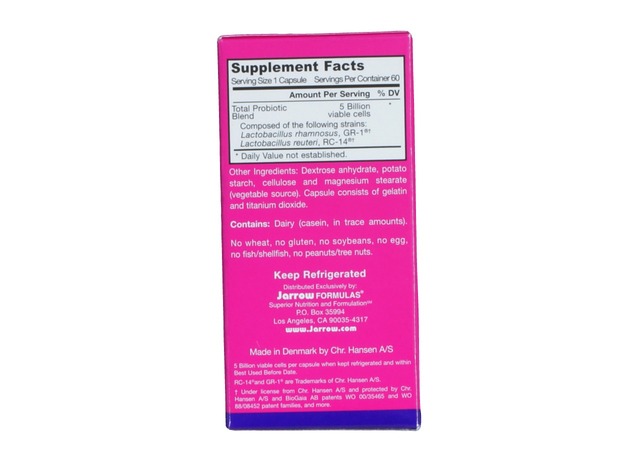 Supplement Facts
Serving Size 1 Capsule Servings Per Container 60
Amount Per Serving % DV
Total Probiotic 5 Billion *
Blend viable cells
Composed of the following strains:
Lactobacillus rhamnosus, GR-1®†
Lactobacillus reuteri, RC-14®†
* Daily Value not established.
Other Ingredients: Dextrose anhydrate, potato
starch, cellulose and magnesium stearate
(vegetable source). Capsule consists of gelatin
and titanium dioxide.
Contains: Dairy (casein, in trace amounts).
No wheat, no gluten, no soybeans, no egg,
no fish/shellfish, no peanuts/tree nuts.
Keep Refrigerated
Distributed Exclusively by:
Jarrow FORMULAS®
Superior Nutrition and Formulation℠
P.O. Box 35994
Los Angeles, CA 90035-4317
www.Jarrow.com
Made in Denmark by Chr. Hansen A/S
5 Billion viable cells per capsule when kept refrigerated and within
Best Used Before Date.
RC-14® and GR-1® are Trademarks of Chr. Hansen A/S.
† Under license from Chr. Hansen A/S and protected by Chr.
Hansen A/S and BioGaia AB patents WO 00/35465 and WO
88/08452 patent families, and more.